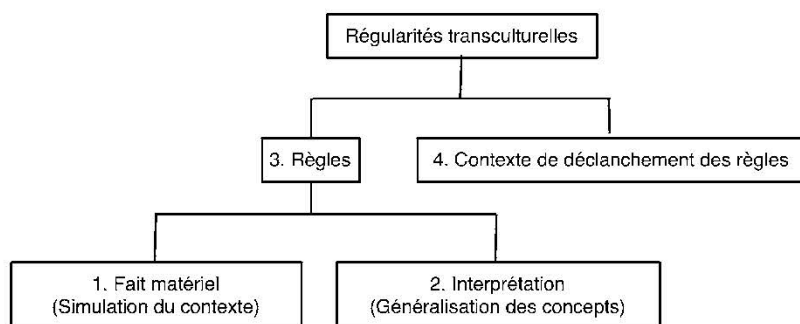 Régularités transculturelles
3. Règles
4. Contexte de déclanchement des règles
1. Fait matériel
(Simulation du contexte)
2. Interprétation
(Généralisation des concepts)